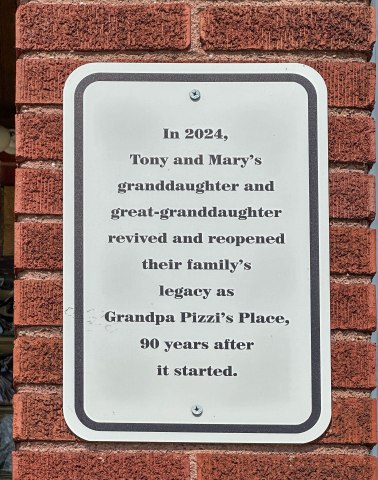 In 2024,
Tony and Mary's
granddaughter and
great-granddaughter
revived and reopened
their family's
legacy as
Grandpa Pizzi's Place,
90 years after
it started.